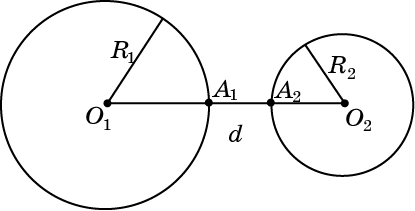 R₁
A₁
A₂
R₂
O₁
O₂
d